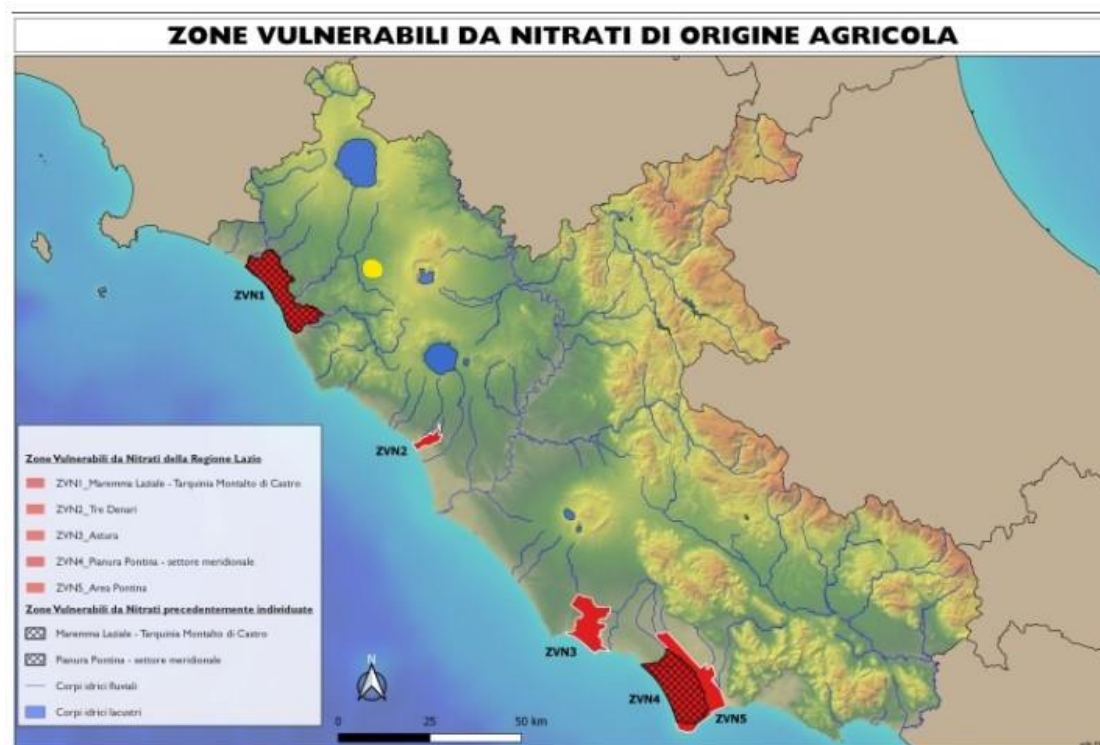 ZONE VULNERABILI DA NITRATI DI ORIGINE AGRICOLA
ZVN1
ZVN2
ZVN3
ZVN4
ZVN5
Zone Vulnerabili da Nitrati della Regione Lazio
ZVN1_Maremma Laziale - Tarquinia Montalto di Castro
ZVN2_Tre Denari
ZVN3_Astura
ZVN4_Pianura Pontina - settore meridionale
ZVN5_Area Pontina
Zone Vulnerabili da Nitrati precedentemente individuate
Maremma Laziale - Tarquinia Montalto di Castro
Pianura Pontina - settore meridionale
Corpi idrici fluviali
Corpi idrici lacustri
N
0 25 50 km